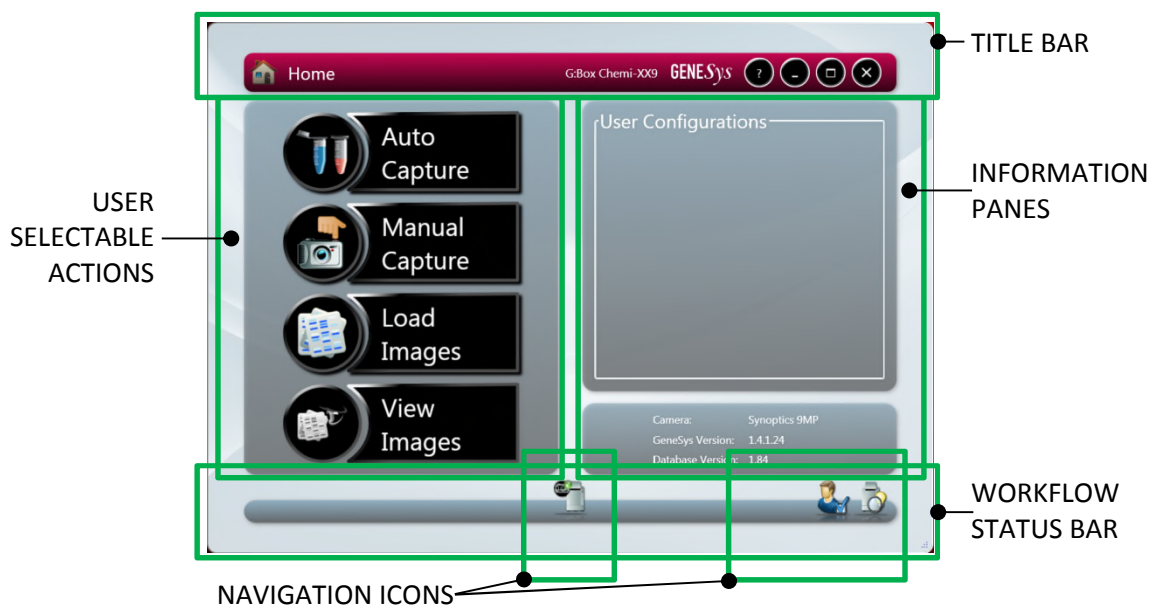 TITLE BAR
Home
G:Box Chemi-XX9 GENESys ?
User Configurations
Auto
Capture
INFORMATION
PANES
USER
SELECTABLE
ACTIONS
Manual
Capture
Load
Images
View
Images
Camera: Synoptics 9MP
GeneSys Version: 1.4.1.24
Database Version: 1.84
WORKFLOW
STATUS BAR
NAVIGATION ICONS